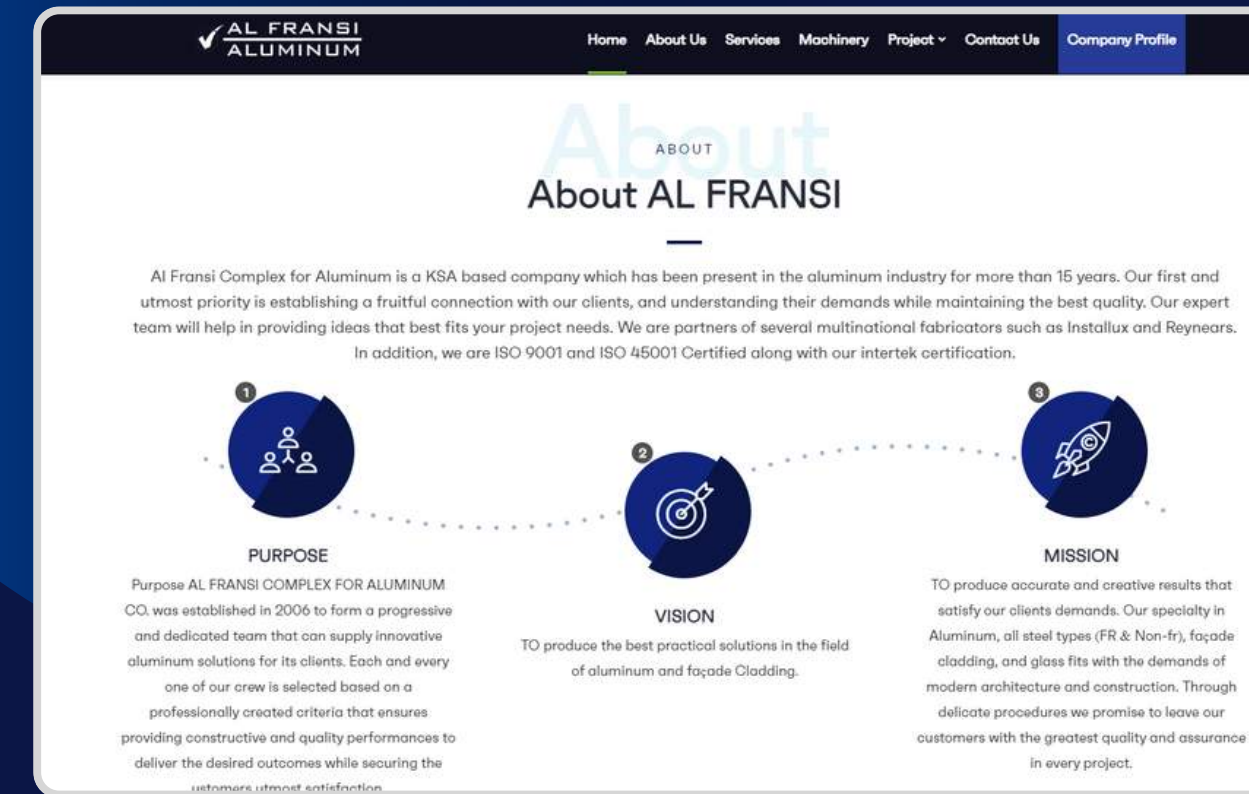 AL FRANSI
ALUMINUM
Home About Us Services Machinery Project Contact Us Company Profile
About
ABOUT
About AL FRANSI
Al Fransi Complex for Aluminum is a KSA based company which has been present in the aluminum industry for more than 15 years. Our first and
utmost priority is establishing a fruitful connection with our clients, and understanding their demands while maintaining the best quality. Our expert
team will help in providing ideas that best fits your project needs. We are partners of several multinational fabricators such as Installux and Reynears.
In addition, we are ISO 9001 and ISO 45001 Certified along with our intertek certification.
1
PURPOSE
Purpose AL FRANSI COMPLEX FOR ALUMINUM
CO. was established in 2006 to form a progressive
and dedicated team that can supply innovative
aluminum solutions for its clients. Each and every
one of our crew is selected based on a
professionally created criteria that ensures
providing constructive and quality performances to
deliver the desired outcomes while securing the
ustomers utmost satisfaction
2
VISION
TO produce the best practical solutions in the field
of aluminum and façade Cladding.
3
MISSION
TO produce accurate and creative results that
satisfy our clients demands. Our specialty in
Aluminum, all steel types (FR & Non-fr), façade
cladding, and glass fits with the demands of
modern architecture and construction. Through
delicate procedures we promise to leave our
customers with the greatest quality and assurance
in every project.